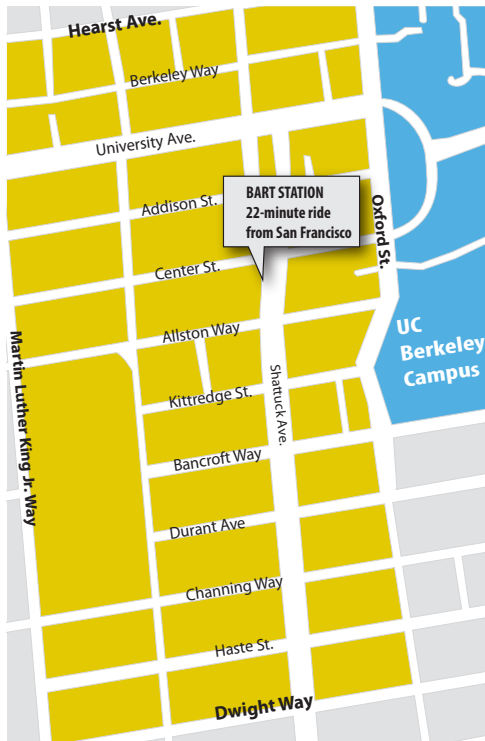 Hearst Ave.
Berkeley Way
University Ave.
BART STATION
22-minute ride
from San Francisco
Addison St.
Oxford St.
Center St.
Allston Way
UC
Berkeley
Campus
Martin Luther King Jr. Way
Shattuck Ave.
Kittredge St.
Bancroft Way
Durant Ave
Channing Way
Haste St.
Dwight Way